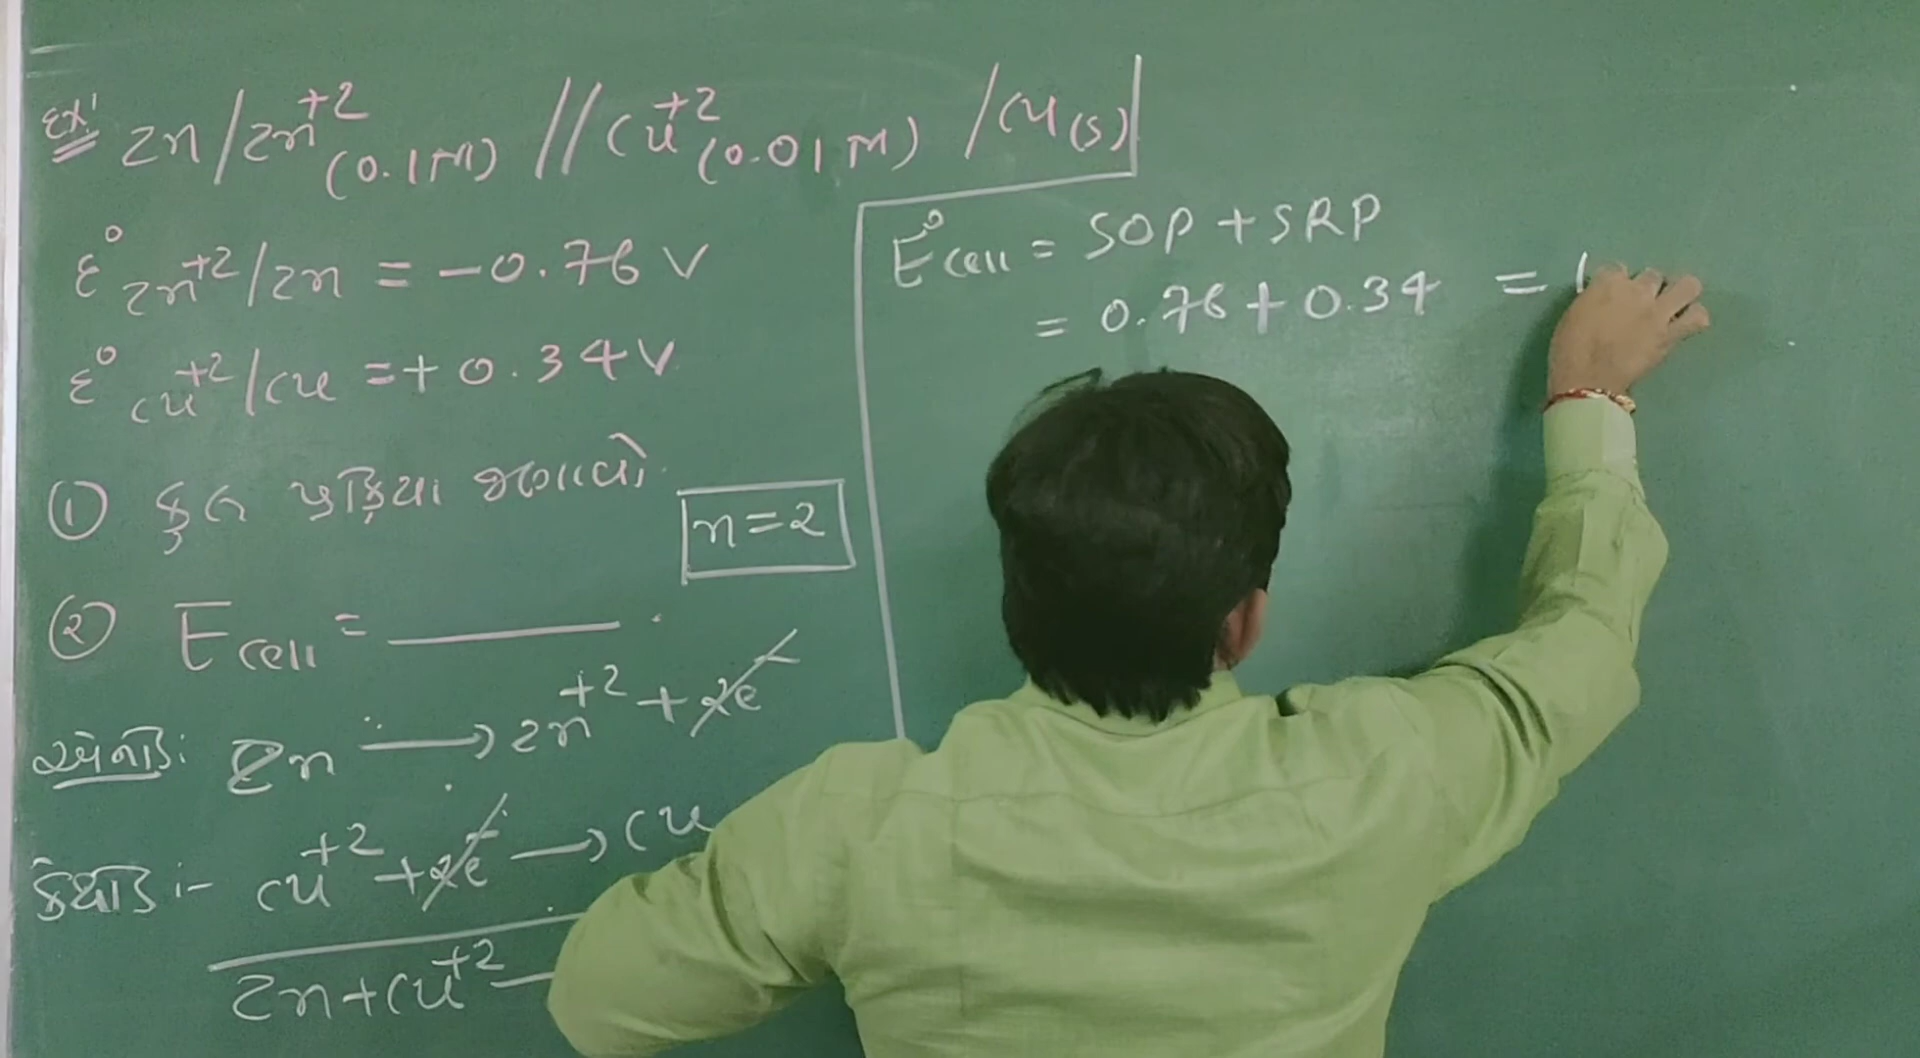 Ex! Zn/Zn⁺²(0.1M) // Cu⁺²(0.01M) /Cu(s)
E° Zn⁺²/Zn = -0.76 V
E° Cu⁺²/Cu = + 0.34 V
① કુલ પ્રક્રિયા જણાવો.
n = 2
② Ecell = ______.
એનોડ: Zn → Zn⁺² + 2e⁻
કેથોડ :- Cu⁺² + 2e⁻ → Cu
Zn + Cu⁺²
E°cell = SOP + SRP
= 0.76 + 0.34 = 1